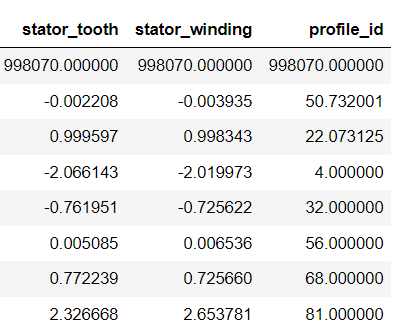 stator_tooth stator_winding profile_id
998070.000000 998070.000000 998070.000000
-0.002208 -0.003935 50.732001
0.999597 0.998343 22.073125
-2.066143 -2.019973 4.000000
-0.761951 -0.725622 32.000000
0.005085 0.006536 56.000000
0.772239 0.725660 68.000000
2.326668 2.653781 81.000000